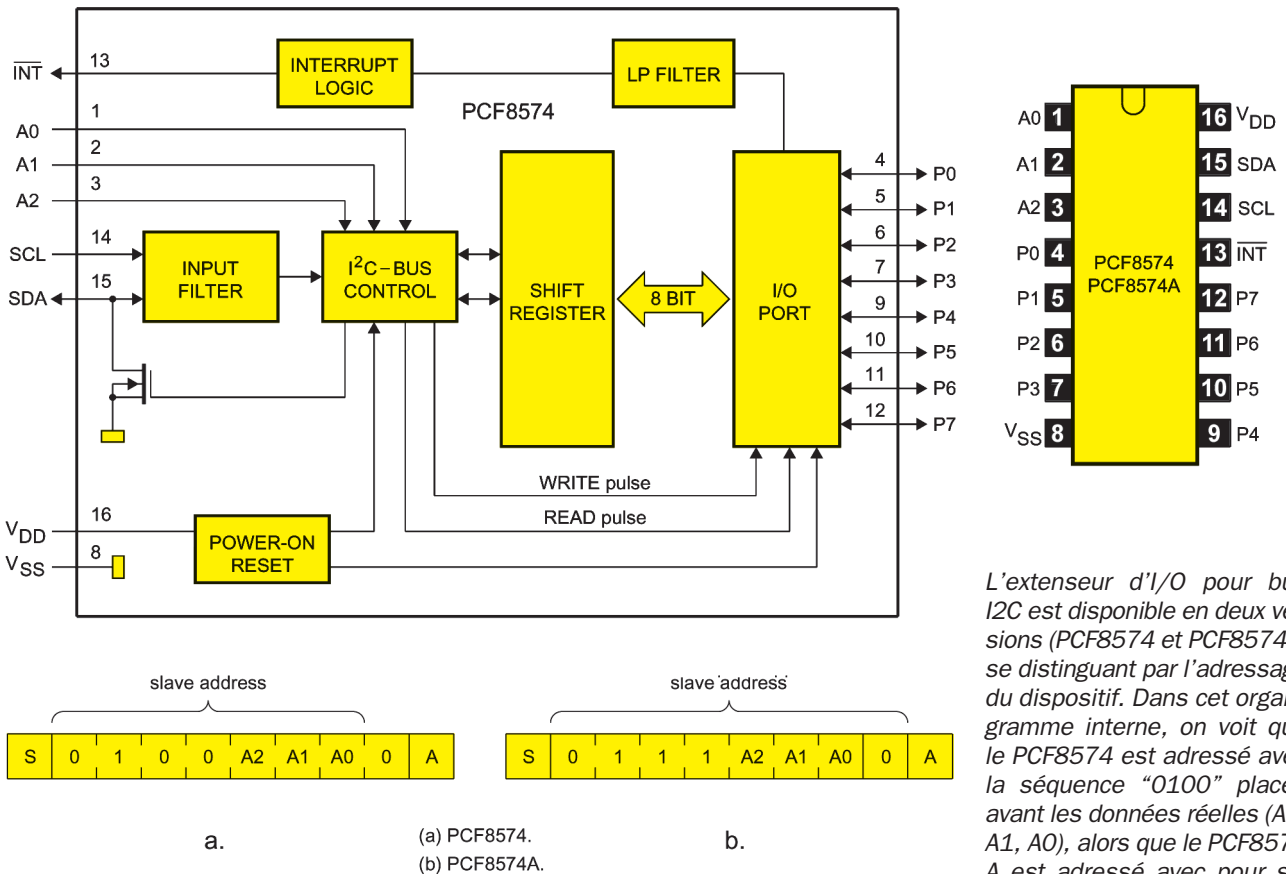 INT
13
INTERRUPT
LOGIC
LP FILTER
PCF8574
A0
1
A1
2
A2
3
SCL
14
SDA
15
INPUT
FILTER
I²C–BUS
CONTROL
SHIFT
REGISTER
8 BIT
I/O
PORT
4
P0
5
P1
6
P2
7
P3
9
P4
10
P5
11
P6
12
P7
WRITE pulse
READ pulse
VDD
16
VSS
8
POWER-ON
RESET
A0 1
16 VDD
A1 2
15 SDA
A2 3
14 SCL
P0 4
13 INT
P1 5
12 P7
P2 6
11 P6
P3 7
10 P5
VSS 8
9 P4
PCF8574
PCF8574A
slave address
S 0 1 0 0 A2 A1 A0 0 A
a.
slave address
S 0 1 1 1 A2 A1 A0 0 A
b.
(a) PCF8574.
(b) PCF8574A.
L'extenseur d'I/O pour
I2C est disponible en deux
sions (PCF8574 et PCF8574
se distinguant par l'adressag
du dispositif. Dans cet organ
gramme interne, on voit
le PCF8574 est adressé
la séquence “0100”
avant les données réelles
A1, A0), alors que le
A est adressé avec pour